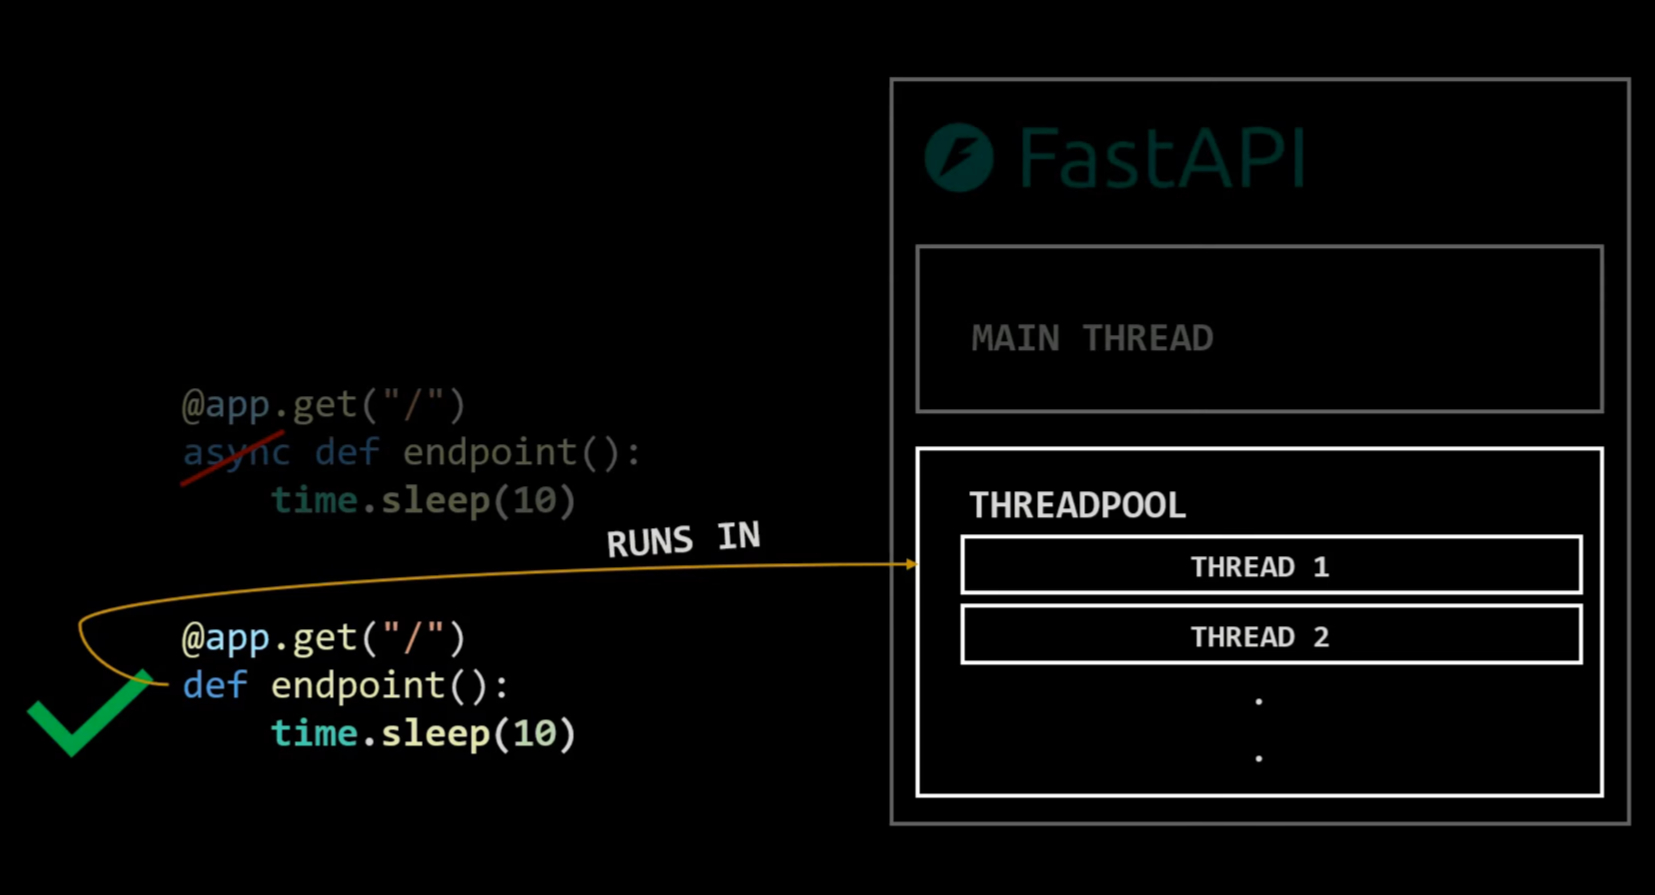 FastAPI
MAIN THREAD
@app.get("/")
async def endpoint():
    time.sleep(10)
RUNS IN
@app.get("/")
def endpoint():
    time.sleep(10)
THREADPOOL
THREAD 1
THREAD 2
.
.